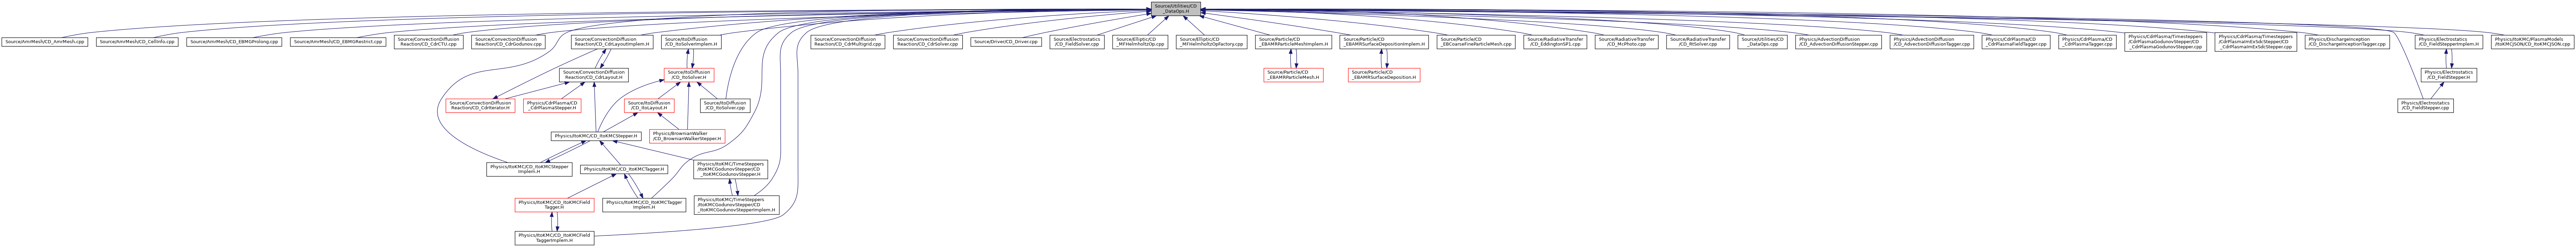 Source/Utilities/CD
_DataOps.H
Source/AmrMesh/CD_AmrMesh.cpp
Source/AmrMesh/CD_CellInfo.cpp
Source/AmrMesh/CD_EBMGProlong.cpp
Source/AmrMesh/CD_EBMGRestrict.cpp
Source/ConvectionDiffusion
Reaction/CD_CdrCTU.cpp
Source/ConvectionDiffusion
Reaction/CD_CdrGodunov.cpp
Source/ConvectionDiffusion
Reaction/CD_CdrLayoutImplem.H
Source/ItoDiffusion
/CD_ItoSolverImplem.H
Source/ConvectionDiffusion
Reaction/CD_CdrMultigrid.cpp
Source/ConvectionDiffusion
Reaction/CD_CdrSolver.cpp
Source/Driver/CD_Driver.cpp
Source/Electrostatics
/CD_FieldSolver.cpp
Source/Elliptic/CD
_MFHelmholtzOp.cpp
Source/Elliptic/CD
_MFHelmholtzOpFactory.cpp
Source/Particle/CD
_EBAMRParticleMeshImplem.H
Source/Particle/CD
_EBAMRSurfaceDepositionImplem.H
Source/Particle/CD
_EBCoarseFineParticleMesh.cpp
Source/RadiativeTransfer
/CD_EddingtonSP1.cpp
Source/RadiativeTransfer
/CD_McPhoto.cpp
Source/RadiativeTransfer
/CD_RtSolver.cpp
Source/Utilities/CD
_DataOps.cpp
Physics/AdvectionDiffusion
/CD_AdvectionDiffusionStepper.cpp
Physics/AdvectionDiffusion
/CD_AdvectionDiffusionTagger.cpp
Physics/CdrPlasma/CD
_CdrPlasmaFieldTagger.cpp
Physics/CdrPlasma/CD
_CdrPlasmaTagger.cpp
Physics/CdrPlasma/Timesteppers
/CdrPlasmaGodunovStepper/CD
_CdrPlasmaGodunovStepper.cpp
Physics/CdrPlasma/Timesteppers
/CdrPlasmaImExSdcStepper/CD
_CdrPlasmaImExSdcStepper.cpp
Physics/DischargeInception
/CD_DischargeInceptionTagger.cpp
Physics/Electrostatics
/CD_FieldStepperImplem.H
Physics/ItoKMC/PlasmaModels
/ItoKMCJSON/CD_ItoKMCJSON.cpp
Source/ConvectionDiffusion
Reaction/CD_CdrLayout.H
Source/ItoDiffusion
/CD_ItoSolver.H
Source/Particle/CD
_EBAMRParticleMesh.H
Source/Particle/CD
_EBAMRSurfaceDeposition.H
Physics/Electrostatics
/CD_FieldStepper.H
Source/ConvectionDiffusion
Reaction/CD_CdrIterator.H
Physics/CdrPlasma/CD
_CdrPlasmaStepper.H
Source/ItoDiffusion
/CD_ItoLayout.H
Source/ItoDiffusion
/CD_ItoSolver.cpp
Physics/Electrostatics
/CD_FieldStepper.cpp
Physics/ItoKMC/CD_ItoKMCStepper.H
Physics/BrownianWalker
/CD_BrownianWalkerStepper.H
Physics/ItoKMC/CD_ItoKMCStepper
Implem.H
Physics/ItoKMC/CD_ItoKMCTagger.H
Physics/ItoKMC/TimeSteppers
/ItoKMCGodunovStepper/CD
_ItoKMCGodunovStepper.H
Physics/ItoKMC/CD_ItoKMCField
Tagger.H
Physics/ItoKMC/CD_ItoKMCTagger
Implem.H
Physics/ItoKMC/TimeSteppers
/ItoKMCGodunovStepper/CD
_ItoKMCGodunovStepperImplem.H
Physics/ItoKMC/CD_ItoKMCField
TaggerImplem.H